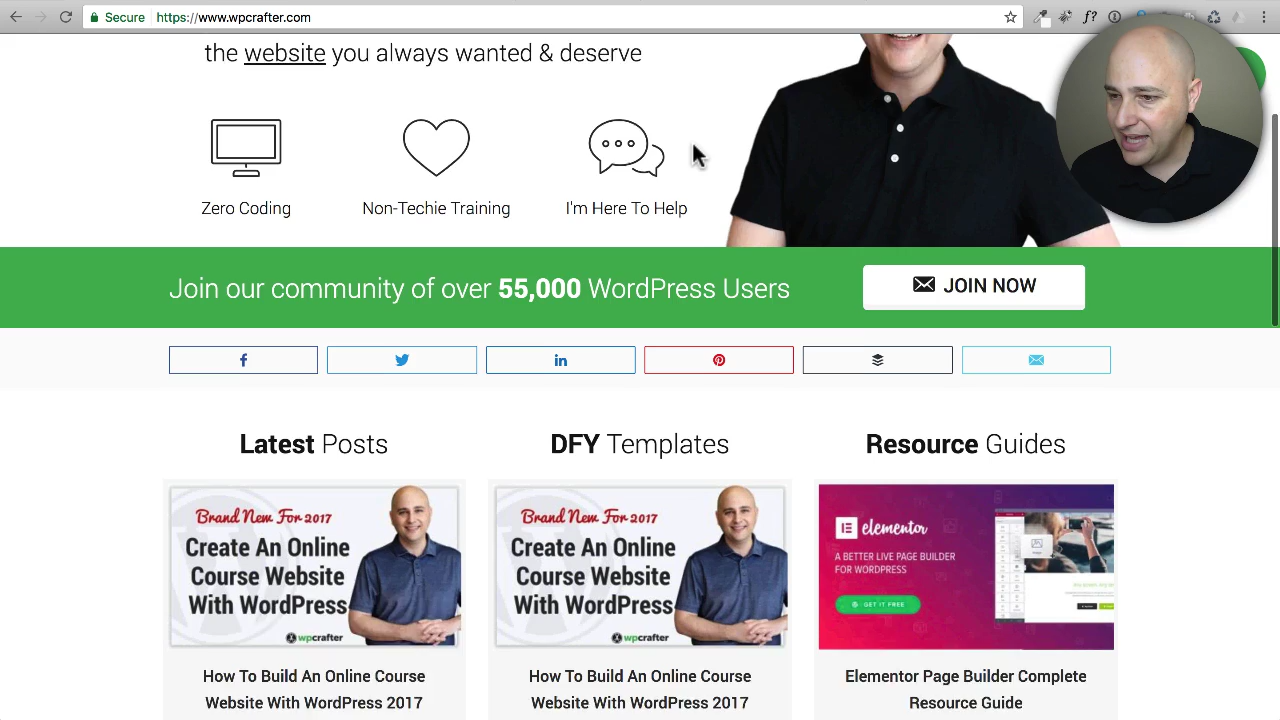 Secure
https://www.wpcrafter.com
f?
the website you always wanted & deserve
Zero Coding
Non-Techie Training
I'm Here To Help
Join our community of over 55,000 WordPress Users
JOIN NOW
Latest Posts
DFY Templates
Resource Guides
Brand New For 2017
Create An Online
Course Website
With WordPress
wpcrafter
How To Build An Online Course
Website With WordPress 2017
Brand New For 2017
Create An Online
Course Website
With WordPress
wpcrafter
How To Build An Online Course
Website With WordPress 2017
elementor
A BETTER LIVE PAGE BUILDER
FOR WORDPRESS
GET IT FREE
Elementor Page Builder Complete
Resource Guide